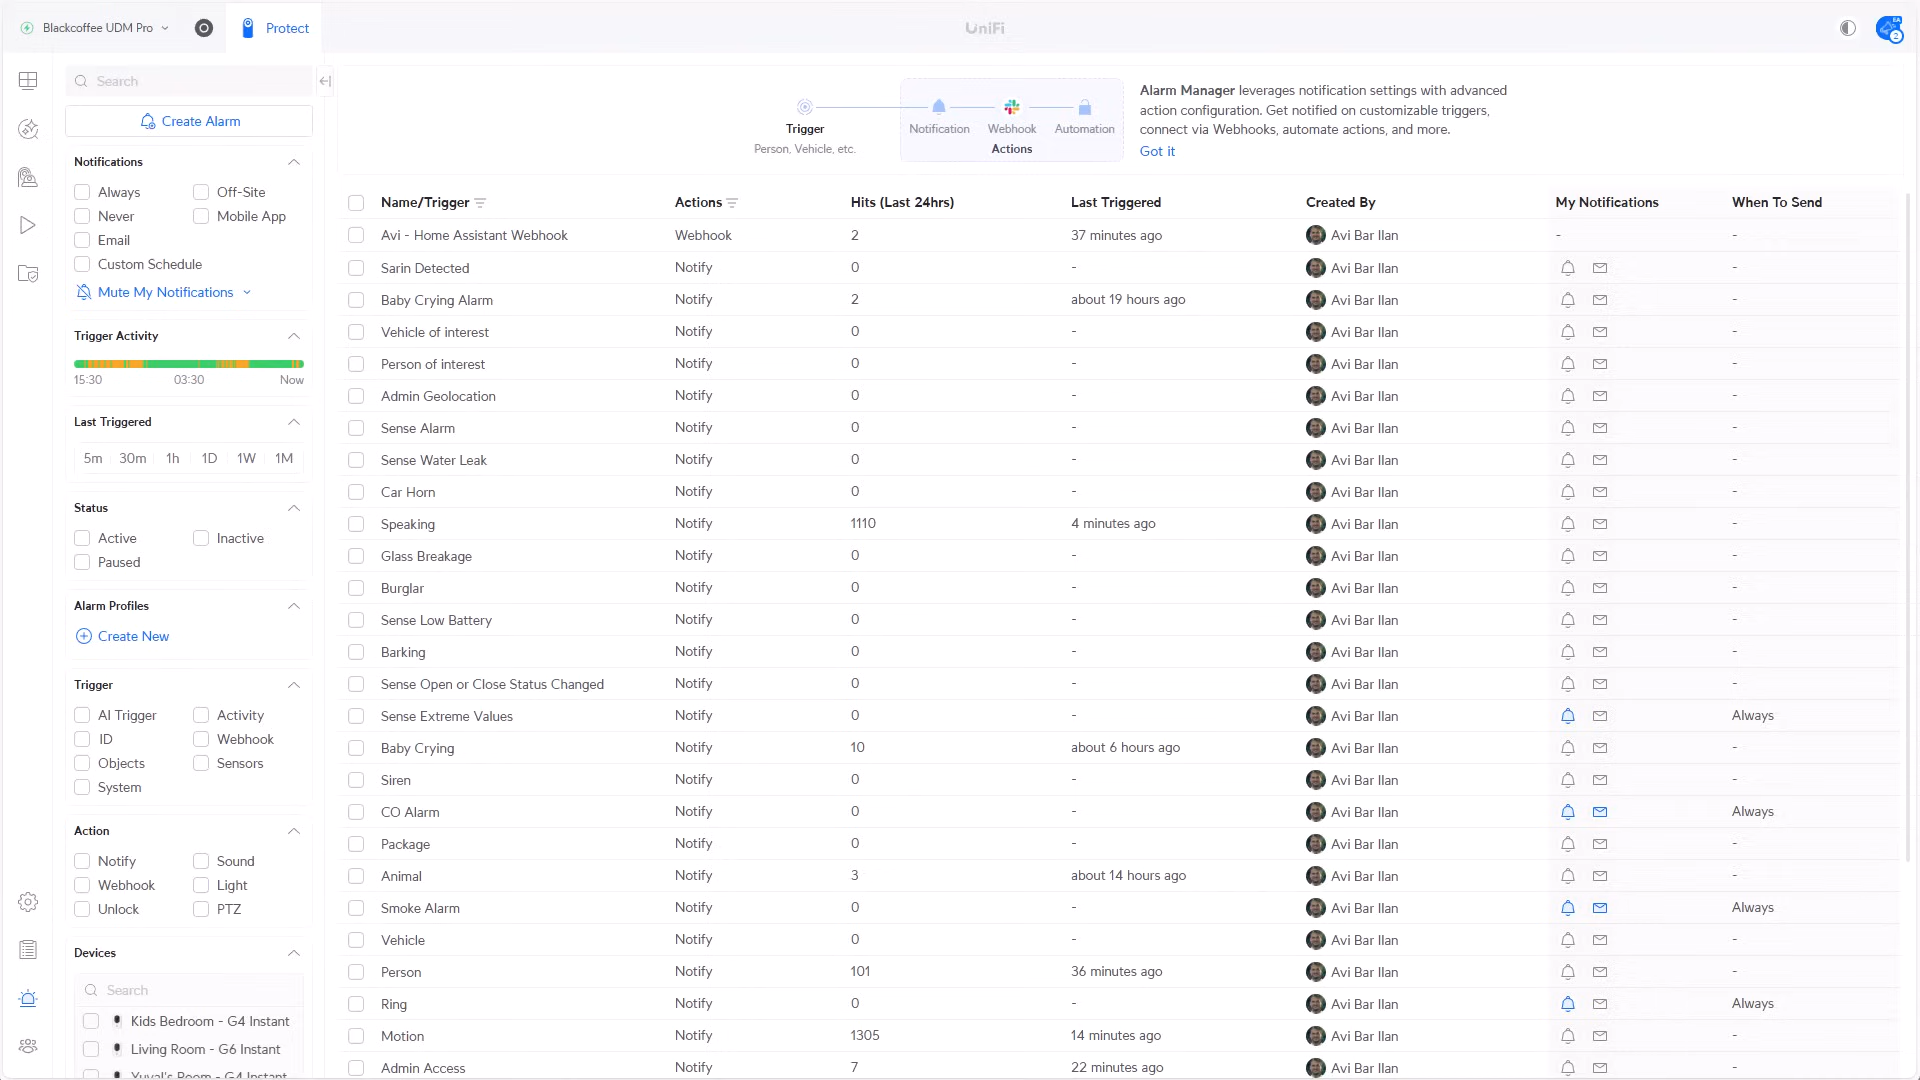 Blackcoffee UDM Pro
Protect
UniFi
EA
2
Search
Create Alarm
Notifications
Always
Off-Site
Never
Mobile App
Email
Custom Schedule
Mute My Notifications
Trigger Activity
15:30
03:30
Now
Last Triggered
5m 30m 1h 1D 1W 1M
Status
Active
Inactive
Paused
Alarm Profiles
Create New
Trigger
AI Trigger
Activity
ID
Webhook
Objects
Sensors
System
Action
Notify
Sound
Webhook
Light
Unlock
PTZ
Devices
Search
Kids Bedroom - G4 Instant
Living Room - G6 Instant
Yuval's Room - G4 Instant
Trigger
Person, Vehicle, etc.
Notification
Webhook
Automation
Actions
Alarm Manager leverages notification settings with advanced
action configuration. Get notified on customizable triggers,
connect via Webhooks, automate actions, and more.
Got it
Name/Trigger Actions Hits (Last 24hrs) Last Triggered Created By My Notifications When To Send
Avi - Home Assistant Webhook Webhook 2 37 minutes ago Avi Bar Ilan - -
Sarin Detected Notify 0 - Avi Bar Ilan -
Baby Crying Alarm Notify 2 about 19 hours ago Avi Bar Ilan -
Vehicle of interest Notify 0 - Avi Bar Ilan -
Person of interest Notify 0 - Avi Bar Ilan -
Admin Geolocation Notify 0 - Avi Bar Ilan -
Sense Alarm Notify 0 - Avi Bar Ilan -
Sense Water Leak Notify 0 - Avi Bar Ilan -
Car Horn Notify 0 - Avi Bar Ilan -
Speaking Notify 1110 4 minutes ago Avi Bar Ilan -
Glass Breakage Notify 0 - Avi Bar Ilan -
Burglar Notify 0 - Avi Bar Ilan -
Sense Low Battery Notify 0 - Avi Bar Ilan -
Barking Notify 0 - Avi Bar Ilan -
Sense Open or Close Status Changed Notify 0 - Avi Bar Ilan -
Sense Extreme Values Notify 0 - Avi Bar Ilan Always
Baby Crying Notify 10 about 6 hours ago Avi Bar Ilan -
Siren Notify 0 - Avi Bar Ilan -
CO Alarm Notify 0 - Avi Bar Ilan Always
Package Notify 0 - Avi Bar Ilan -
Animal Notify 3 about 14 hours ago Avi Bar Ilan -
Smoke Alarm Notify 0 - Avi Bar Ilan Always
Vehicle Notify 0 - Avi Bar Ilan -
Person Notify 101 36 minutes ago Avi Bar Ilan -
Ring Notify 0 - Avi Bar Ilan Always
Motion Notify 1305 14 minutes ago Avi Bar Ilan -
Admin Access Notify 7 22 minutes ago Avi Bar Ilan -